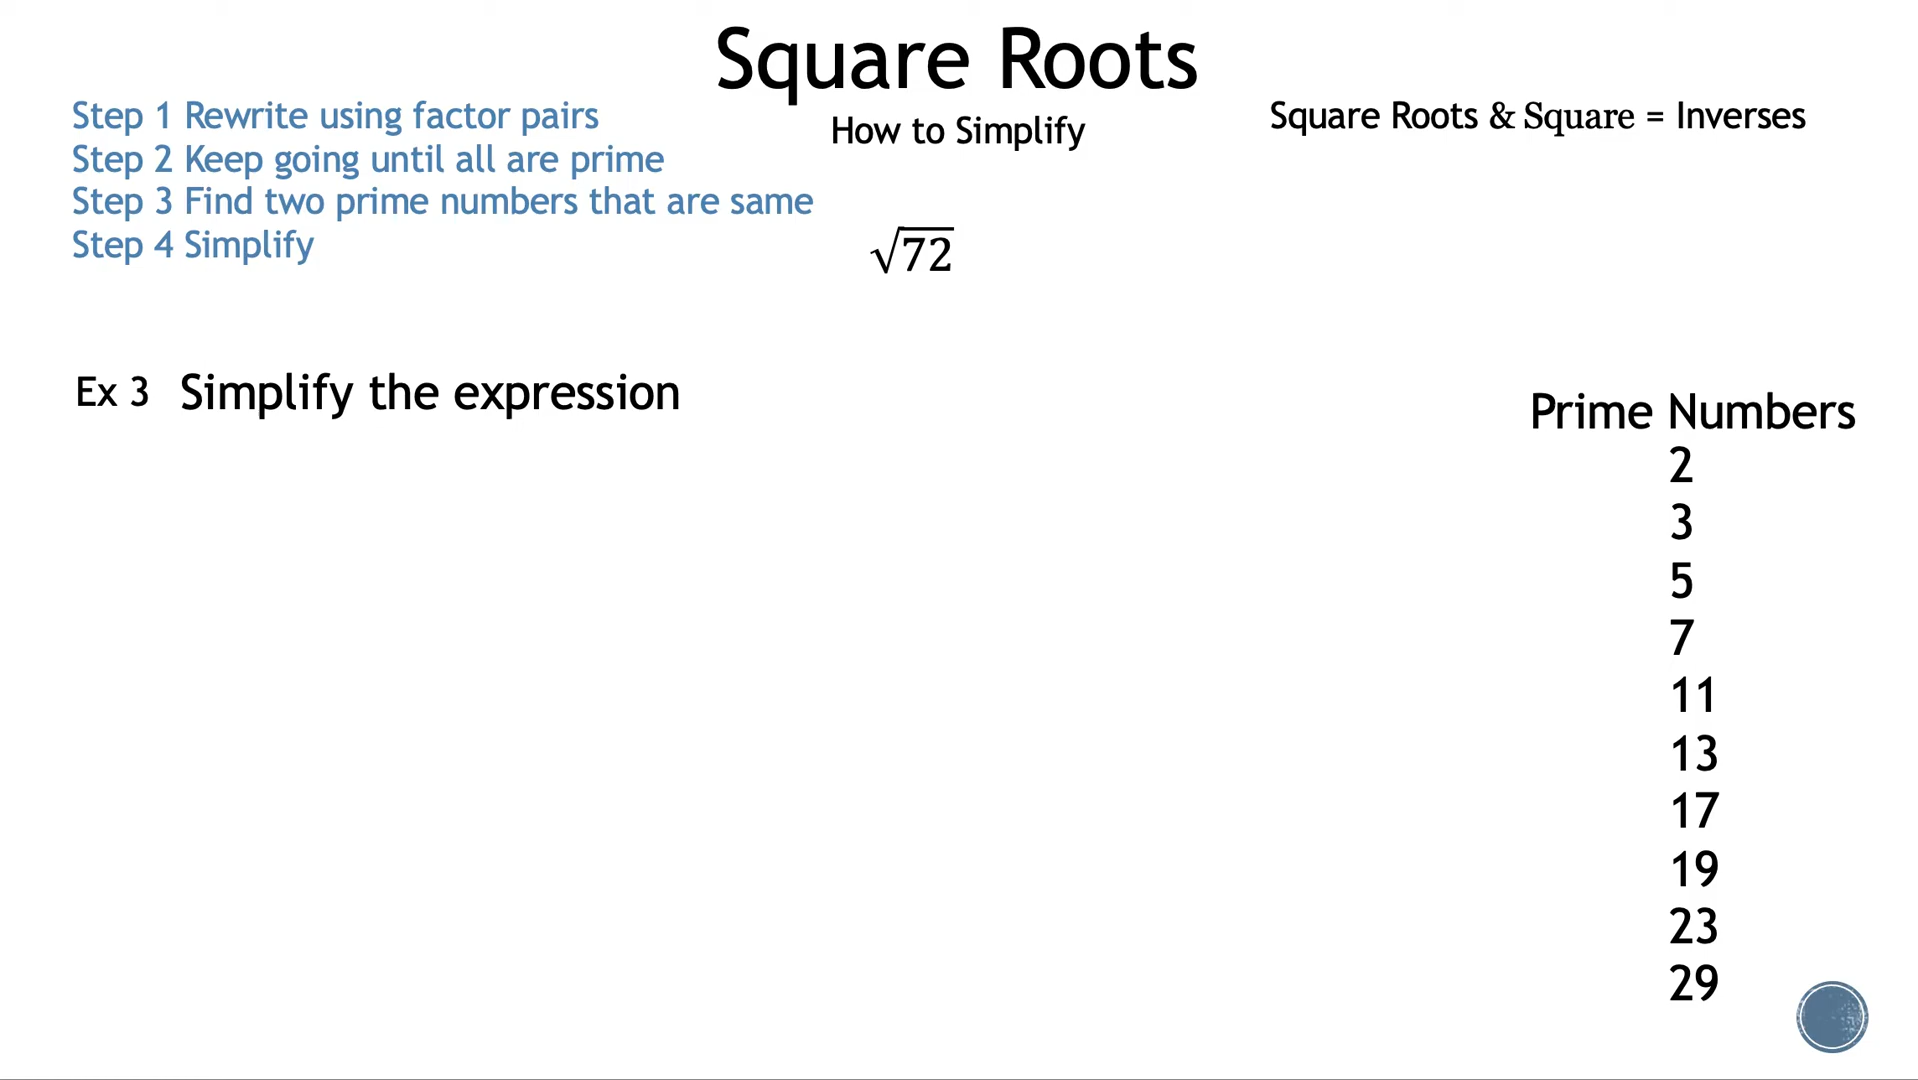 Square Roots
How to Simplify
Step 1 Rewrite using factor pairs
Step 2 Keep going until all are prime
Step 3 Find two prime numbers that are same
Step 4 Simplify
Square Roots & Square = Inverses
√72
Ex 3 Simplify the expression
Prime Numbers
2
3
5
7
11
13
17
19
23
29